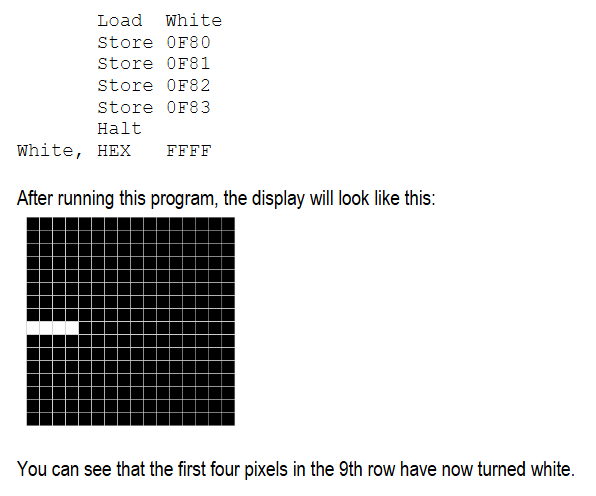 Load White
Store 0F80
Store 0F81
Store 0F82
Store 0F83
Halt
White, HEX FFFF
After running this program, the display will look like this:
You can see that the first four pixels in the 9th row have now turned white.